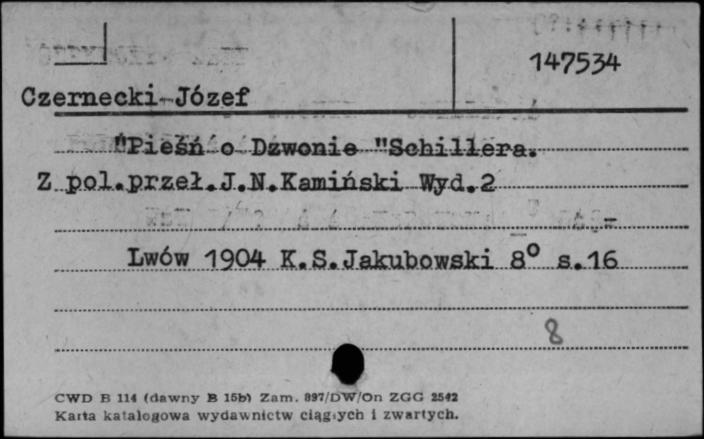 147534
Czernecki Józef
"Pieśń o Dzwonie "Schillera.
Z pol.przeł.J.N.Kamiński Wyd.2
Lwów 1904 K.S.Jakubowski 8° s.16
8
CWD B 114 (dawny B 15b) Zam. 897/DW/On ZGG 2542
Karta katalogowa wydawnictw ciągłych i zwartych.